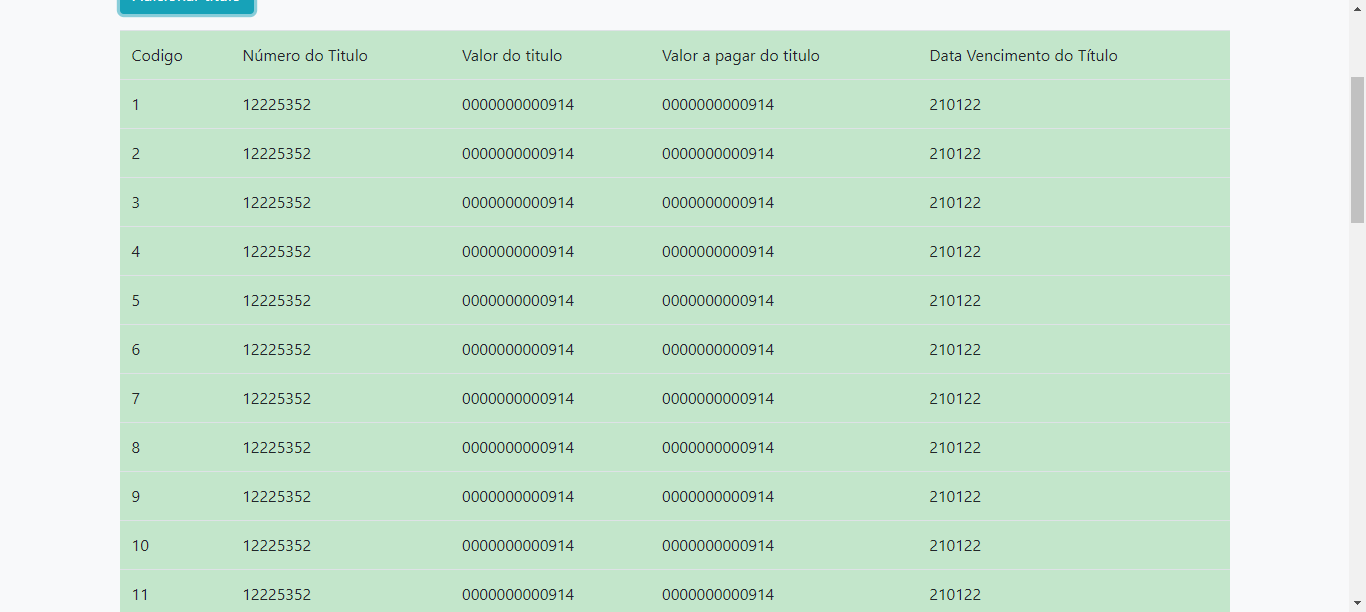 Codigo Número do Titulo Valor do titulo Valor a pagar do titulo Data Vencimento do Título
1 12225352 0000000000914 0000000000914 210122
2 12225352 0000000000914 0000000000914 210122
3 12225352 0000000000914 0000000000914 210122
4 12225352 0000000000914 0000000000914 210122
5 12225352 0000000000914 0000000000914 210122
6 12225352 0000000000914 0000000000914 210122
7 12225352 0000000000914 0000000000914 210122
8 12225352 0000000000914 0000000000914 210122
9 12225352 0000000000914 0000000000914 210122
10 12225352 0000000000914 0000000000914 210122
11 12225352 0000000000914 0000000000914 210122